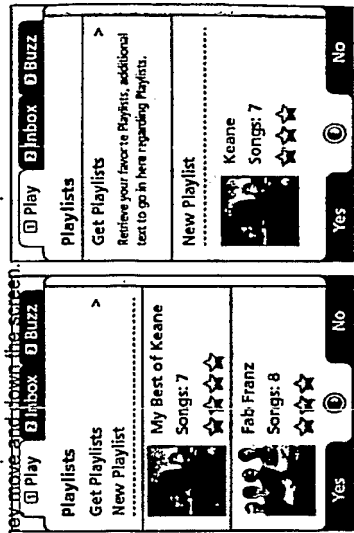 ney move and down the screen.
1 Play 2 Inbox 3 Buzz
Playlists
Get Playlists >
New Playlist
My Best of Keane
Songs: 7
Fab Franz
Songs: 8
Yes No
1 Play 2 Inbox 3 Buzz
Playlists
Get Playlists >
Retrieve your favorite Playlists, additional
text to go in here regarding Playlists.
New Playlist
Keane
Songs: 7
Yes No